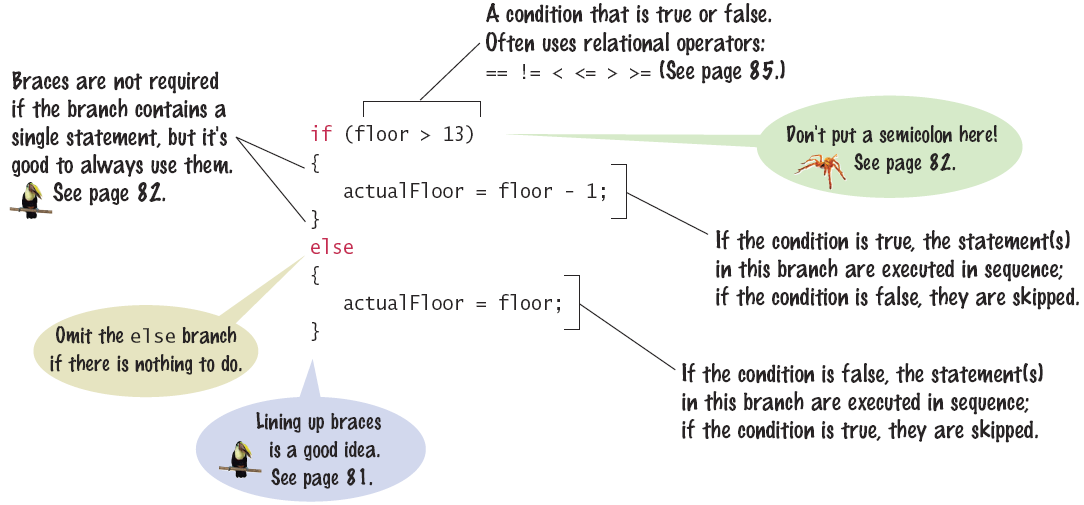 A condition that is true or false.
Often uses relational operators:
== != < <= > >= (See page 85.)
Braces are not required
if the branch contains a
single statement, but it's
good to always use them.
See page 82.
if (floor > 13)
{
actualFloor = floor - 1;
}
else
{
actualFloor = floor;
}
Don't put a semicolon here!
See page 82.
If the condition is true, the statement(s)
in this branch are executed in sequence;
if the condition is false, they are skipped.
Omit the else branch
if there is nothing to do.
If the condition is false, the statement(s)
in this branch are executed in sequence;
if the condition is true, they are skipped.
Lining up braces
is a good idea.
See page 81.